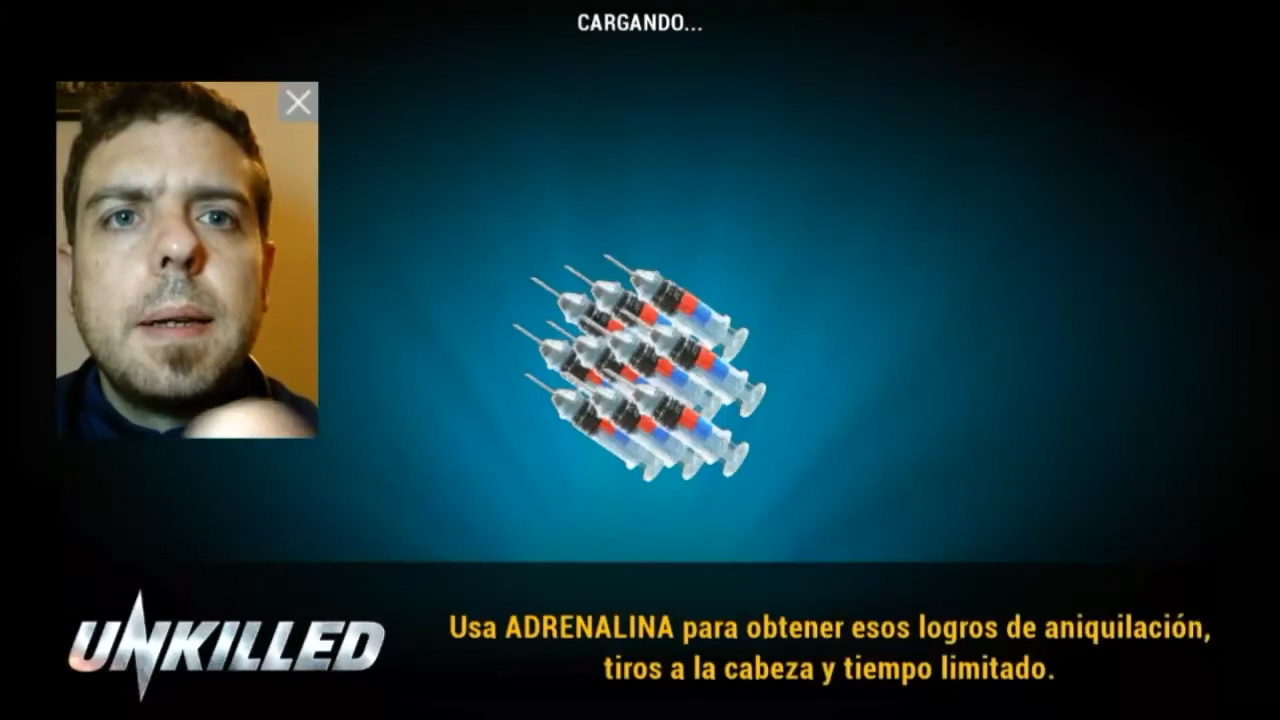 CARGANDO...
UNKILLED
Usa ADRENALINA para obtener esos logros de aniquilación,
tiros a la cabeza y tiempo limitado.